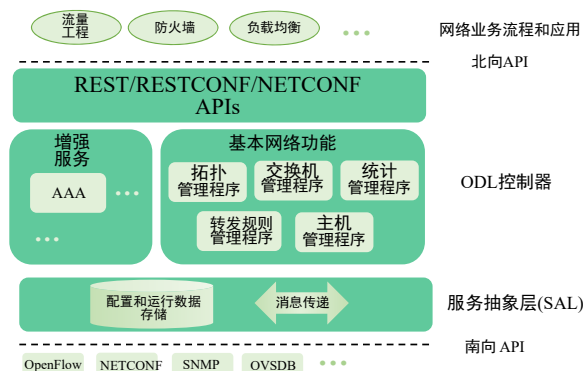 流量
工程
防火墙
负载均衡
网络业务流程和应用
北向API
REST/RESTCONF/NETCONF
APIs
增强
服务
AAA
基本网络功能
拓扑
管理程序
交换机
管理程序
统计
管理程序
转发规则
管理程序
主机
管理程序
ODL控制器
配置和运行数据
存储
消息传递
服务抽象层(SAL)
南向 API
OpenFlow
NETCONF
SNMP
OVSDB